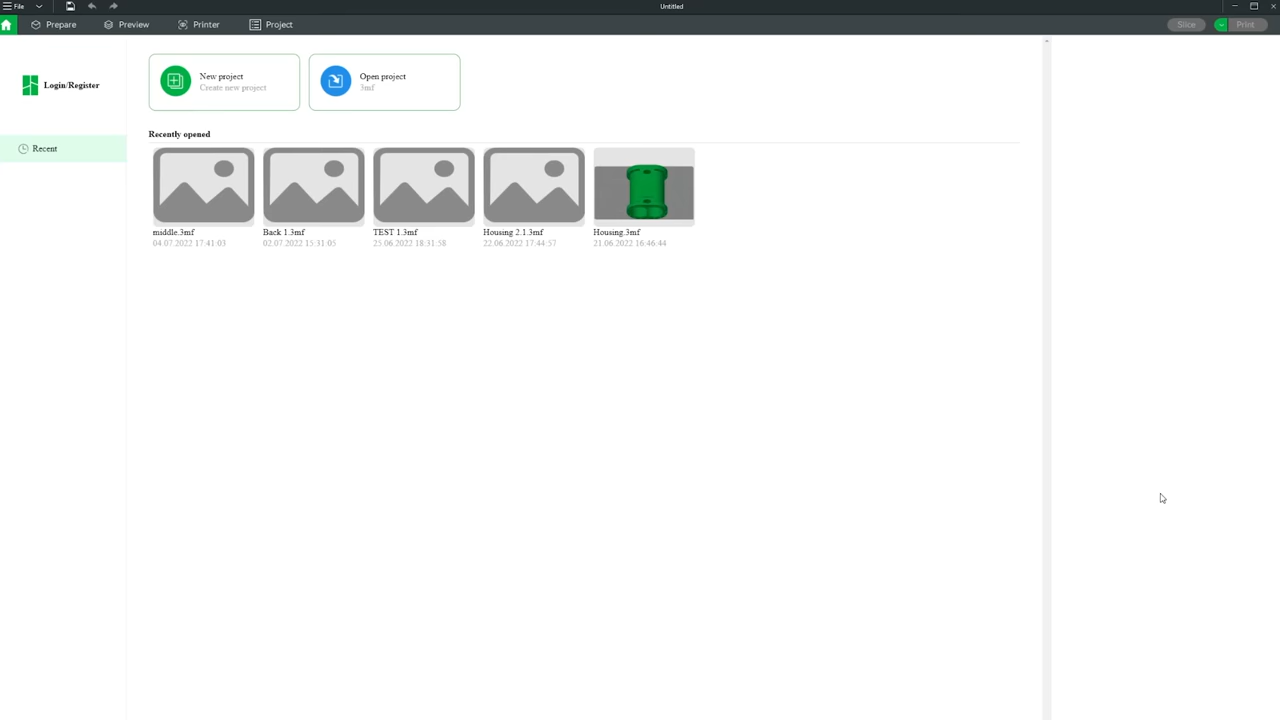 File
Untitled
Prepare
Preview
Printer
Project
Slice
Print
Login/Register
New project
Create new project
Open project
3mf
Recent
Recently opened
middle.3mf
04.07.2022 17:41:03
Back 1.3mf
02.07.2022 15:31:05
TEST 1.3mf
25.06.2022 18:31:58
Housing 2.1.3mf
22.06.2022 17:44:57
Housing.3mf
21.06.2022 16:46:44